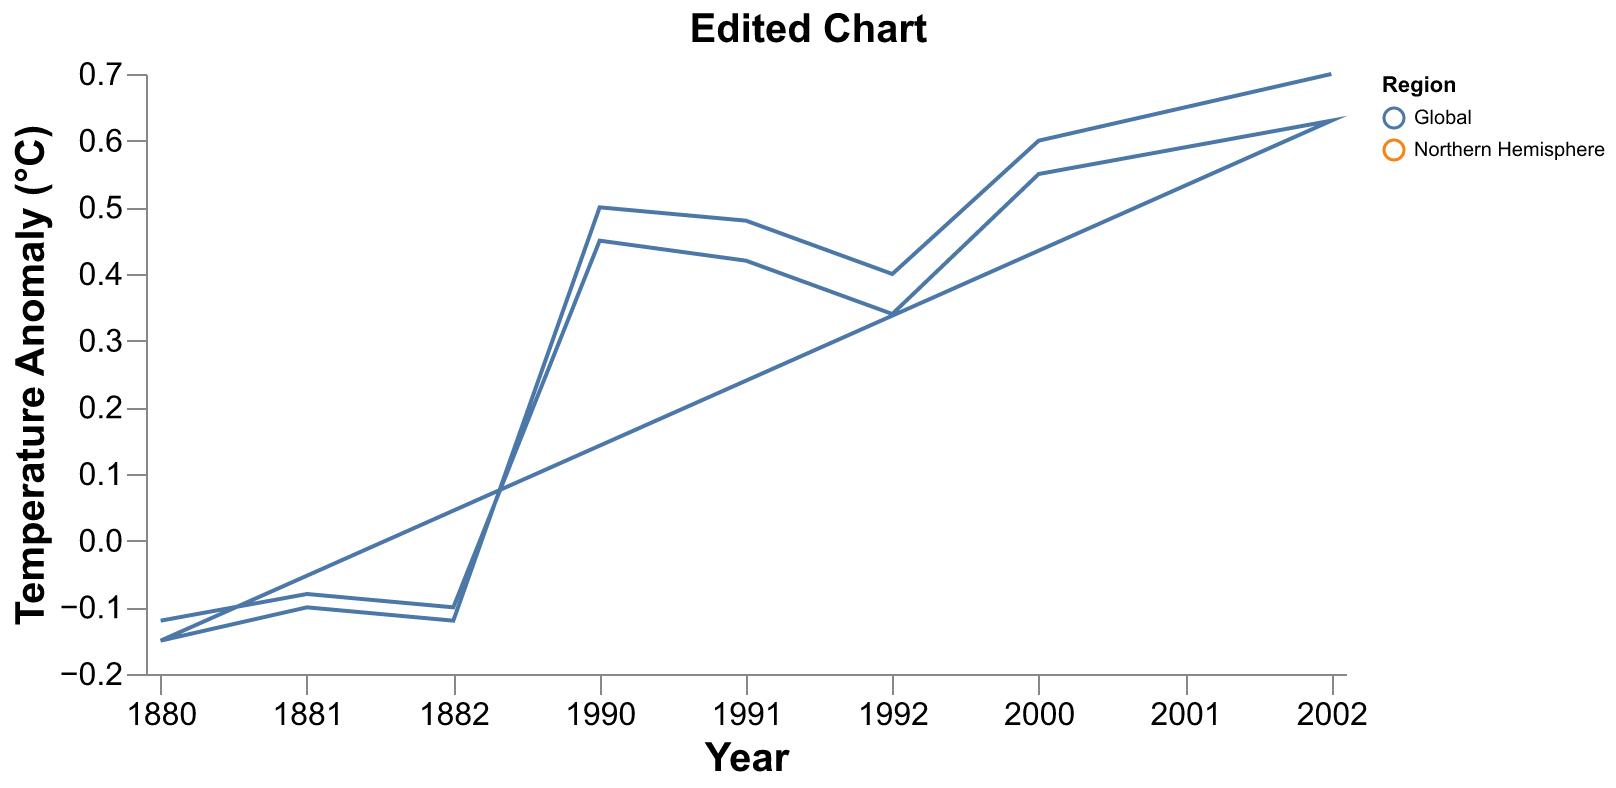 Edited Chart
Temperature Anomaly (°C)
0.7
0.6
0.5
0.4
0.3
0.2
0.1
0.0
−0.1
−0.2
1880 1881 1882 1990 1991 1992 2000 2001 2002
Year
Region
Global
Northern Hemisphere